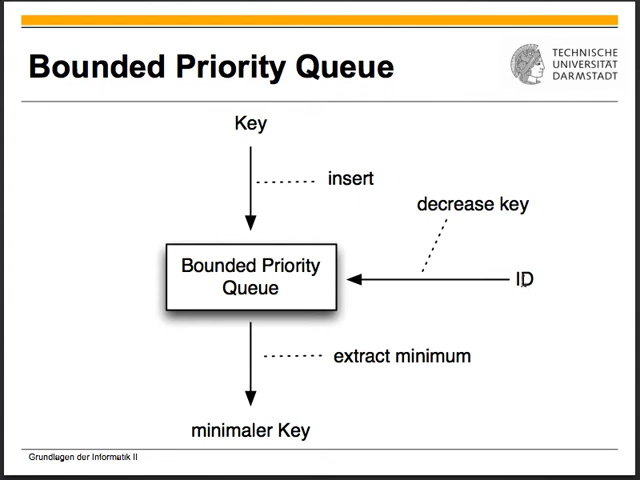 Bounded Priority Queue
TECHNISCHE
UNIVERSITÄT
DARMSTADT
Key
insert
decrease key
Bounded Priority
Queue
ID
extract minimum
minimaler Key
Grundlagen der Informatik II